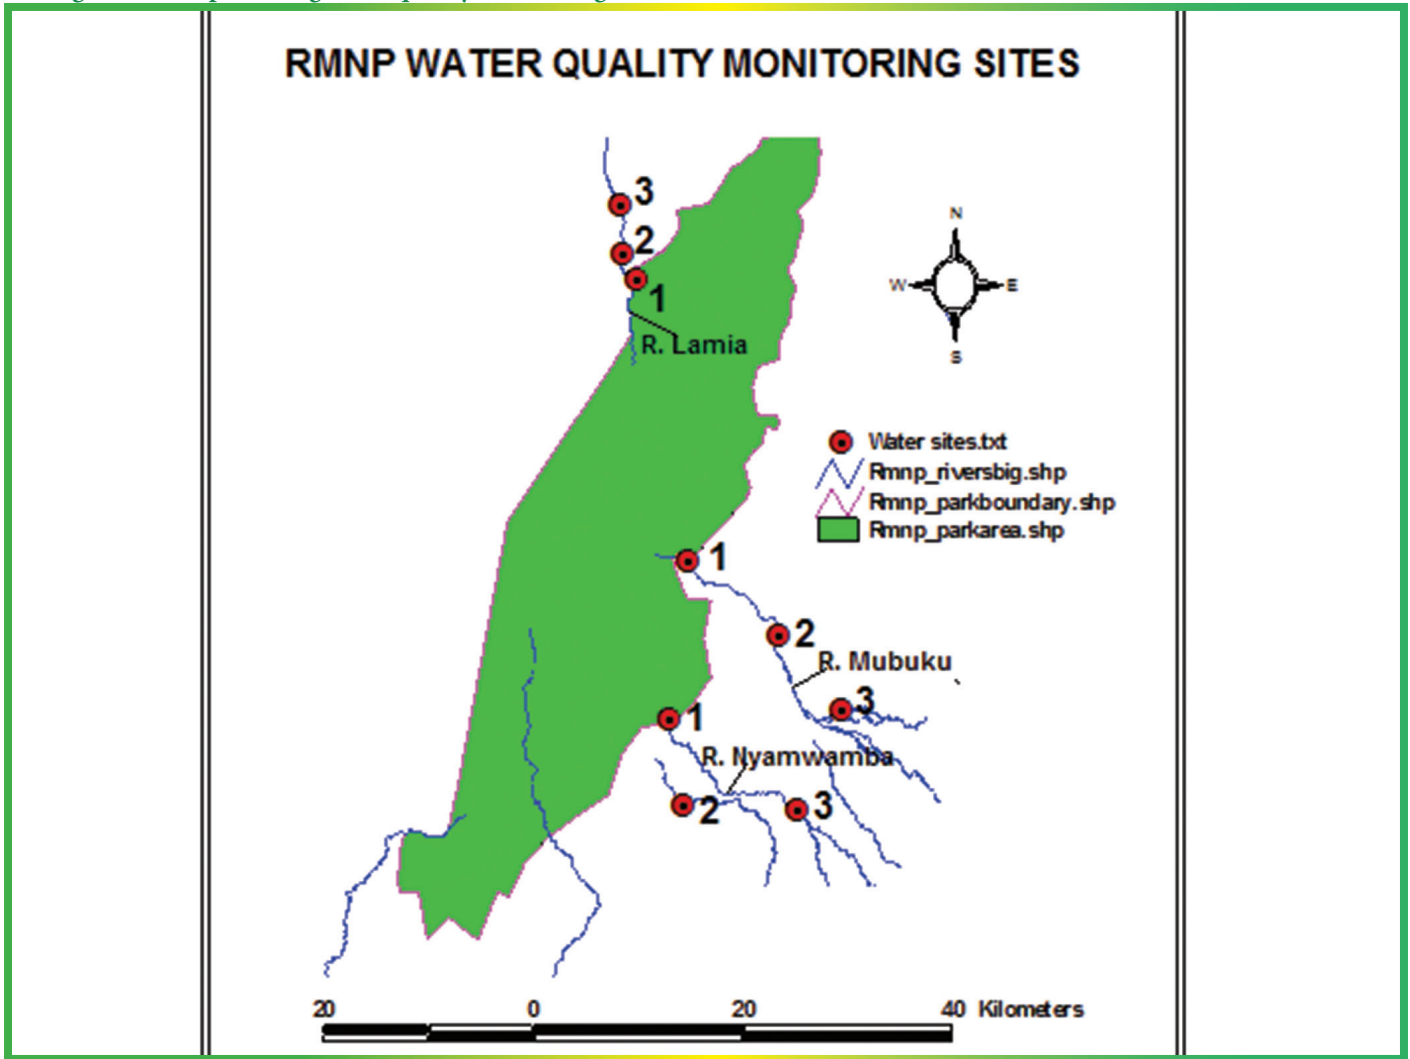 RMNP WATER QUALITY MONITORING SITES
3
2
1
R. Lamia
N
W E
S
Water sites.txt
Rmnp_riversbig.shp
Rmnp_parkboundary.shp
Rmnp_parkarea.shp
1
2
R. Mubuku
3
1
R. Nyamwamba
2
3
20 0 20 40 Kilometers